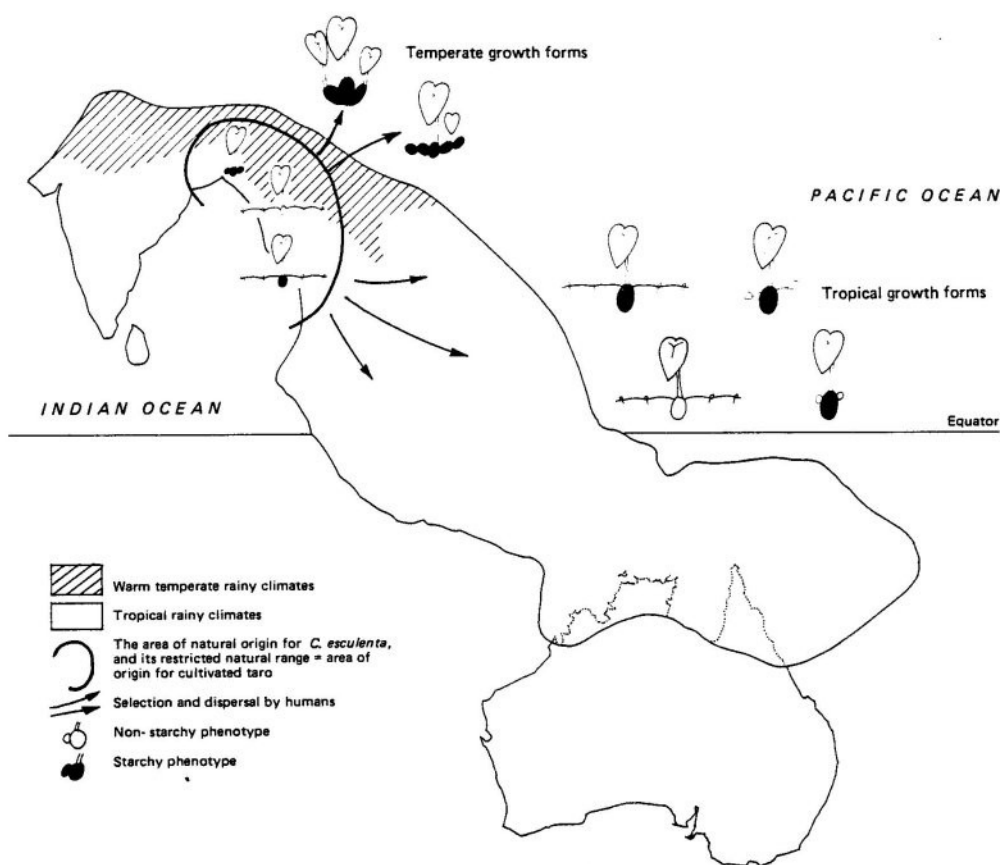 Temperate growth forms
PACIFIC OCEAN
Tropical growth forms
INDIAN OCEAN
Equator
Warm temperate rainy climates
Tropical rainy climates
The area of natural origin for C. esculenta,
and its restricted natural range = area of
origin for cultivated taro
Selection and dispersal by humans
Non- starchy phenotype
Starchy phenotype